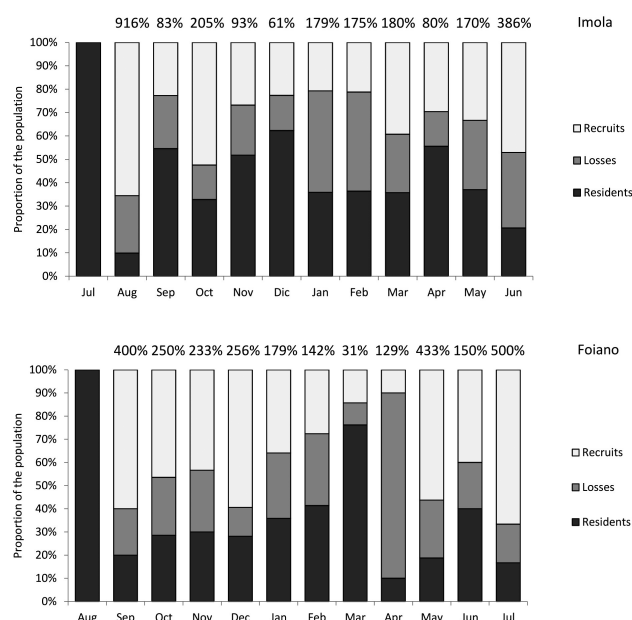 916% 83% 205% 93% 61% 179% 175% 180% 80% 170% 386% Imola
Proportion of the population
100%
90%
80%
70%
60%
50%
40%
30%
20%
10%
0%
Recruits
Losses
Residents
Jul Aug Sep Oct Nov Dic Jan Feb Mar Apr May Jun
400% 250% 233% 256% 179% 142% 31% 129% 433% 150% 500% Foiano
Proportion of the population
100%
90%
80%
70%
60%
50%
40%
30%
20%
10%
0%
Recruits
Losses
Residents
Aug Sep Oct Nov Dec Jan Feb Mar Apr May Jun Jul